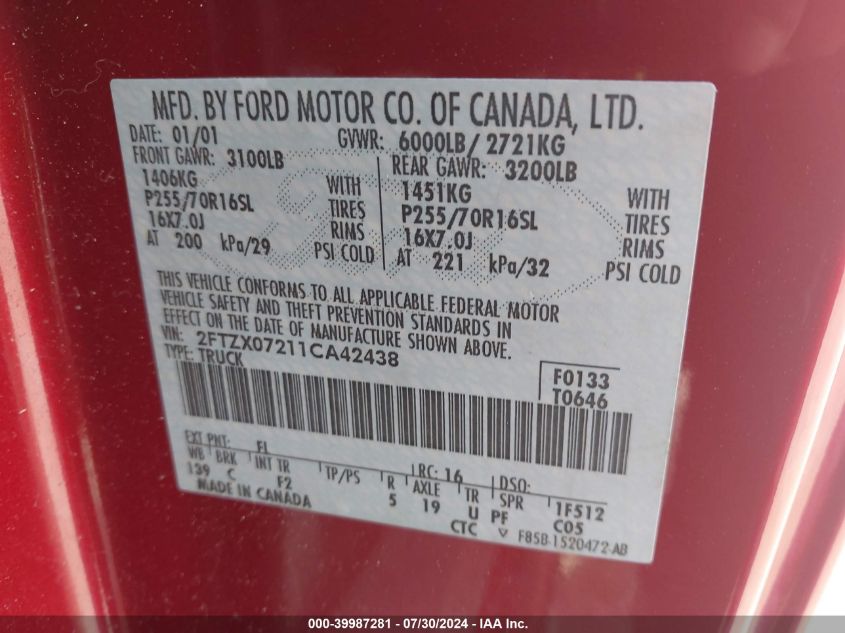 MFD. BY FORD MOTOR CO. OF CANADA, LTD.
DATE: 01/01 GVWR: 6000LB/ 2721KG
FRONT GAWR: 3100LB REAR GAWR: 3200LB
1406KG WITH 1451KG WITH
P255/70R16SL TIRES P255/70R16SL TIRES
16X7.0J RIMS 16X7.0J RIMS
AT 200 kPa/29 PSI COLD AT 221 kPa/32 PSI COLD
THIS VEHICLE CONFORMS TO ALL APPLICABLE FEDERAL MOTOR
VEHICLE SAFETY AND THEFT PREVENTION STANDARDS IN
EFFECT ON THE DATE OF MANUFACTURE SHOWN ABOVE.
VIN: 2FTZX07211CA42438
TYPE: TRUCK
F0133
T0646
EXT PNT: FL RC: 16 DSO:
WB BRK INT TR TP/PS R AXLE TR SPR 1F512
139 C F2 5 19 U PF C05
MADE IN CANADA CTC ▽ F85B-1520472-AB
000-39987281 - 07/30/2024 - IAA Inc.